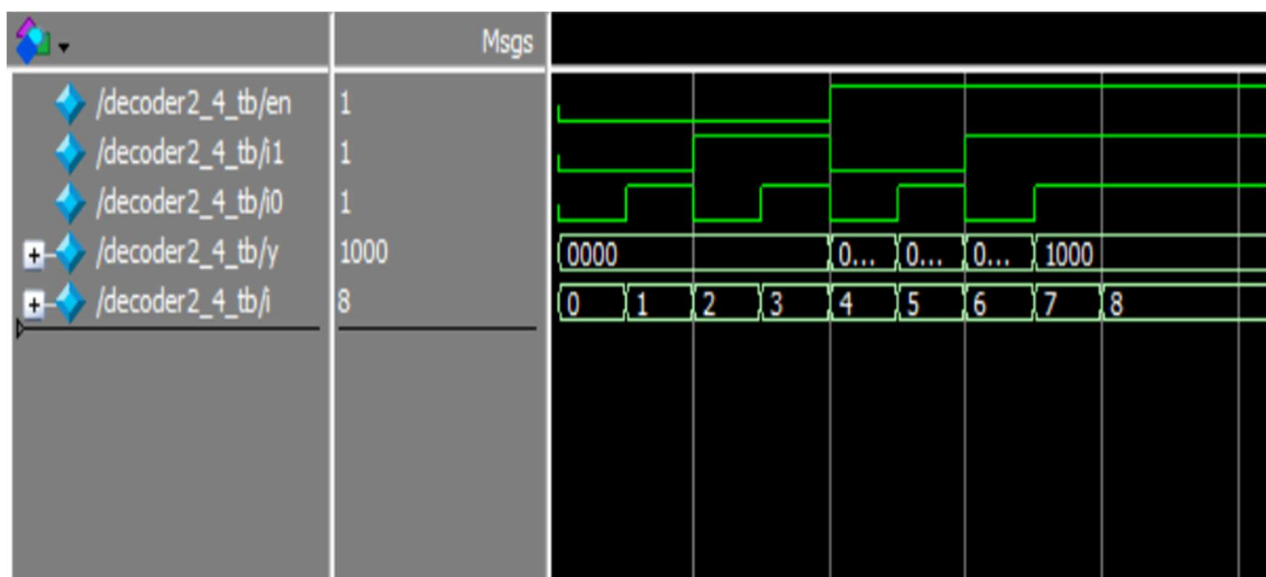 Msgs
/decoder2_4_tb/en 1
/decoder2_4_tb/i1 1
/decoder2_4_tb/i0 1
/decoder2_4_tb/y 1000 0000 0... 0... 0... 1000
/decoder2_4_tb/i 8 0 1 2 3 4 5 6 7 8